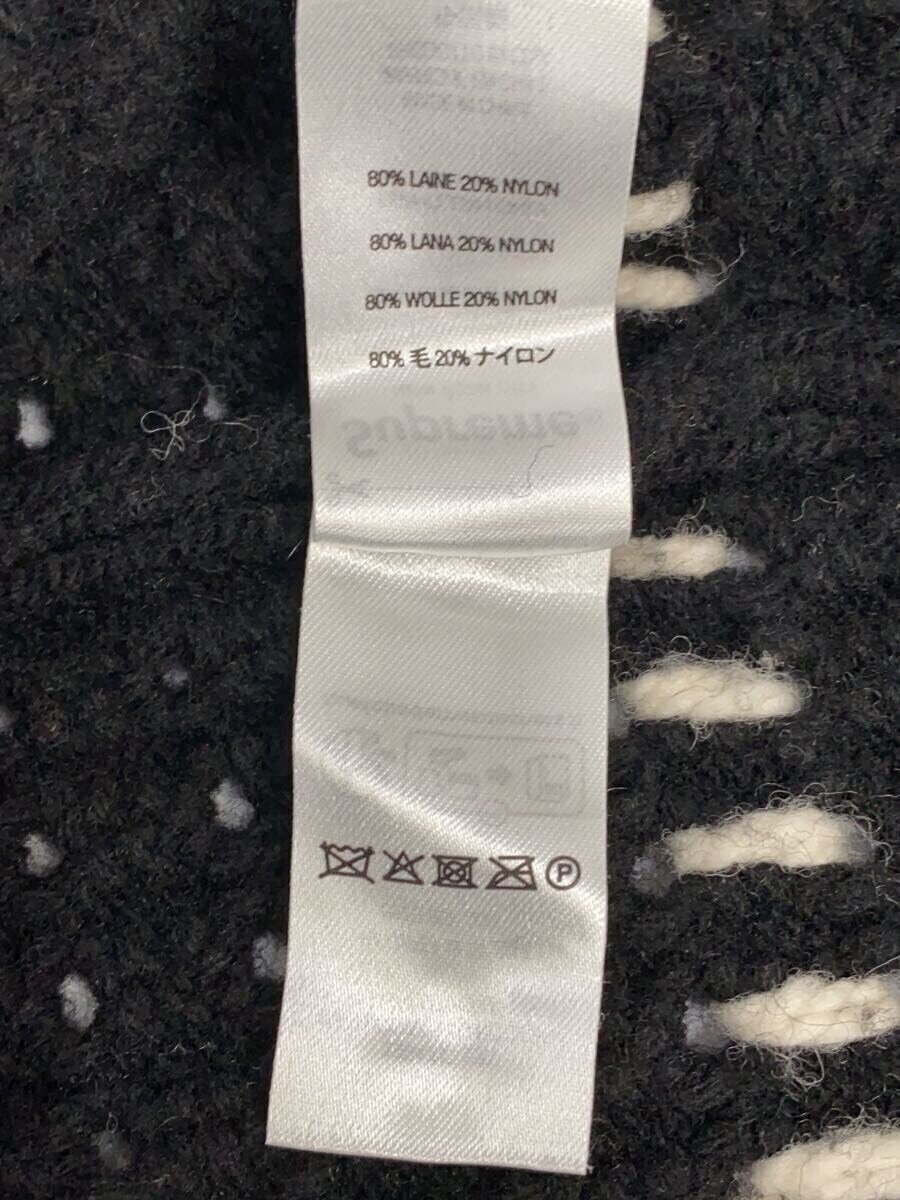 80% LAINE 20% NYLON
80% LANA 20% NYLON
80% WOLLE 20% NYLON
80% 毛 20% ナイロン
Supreme
P